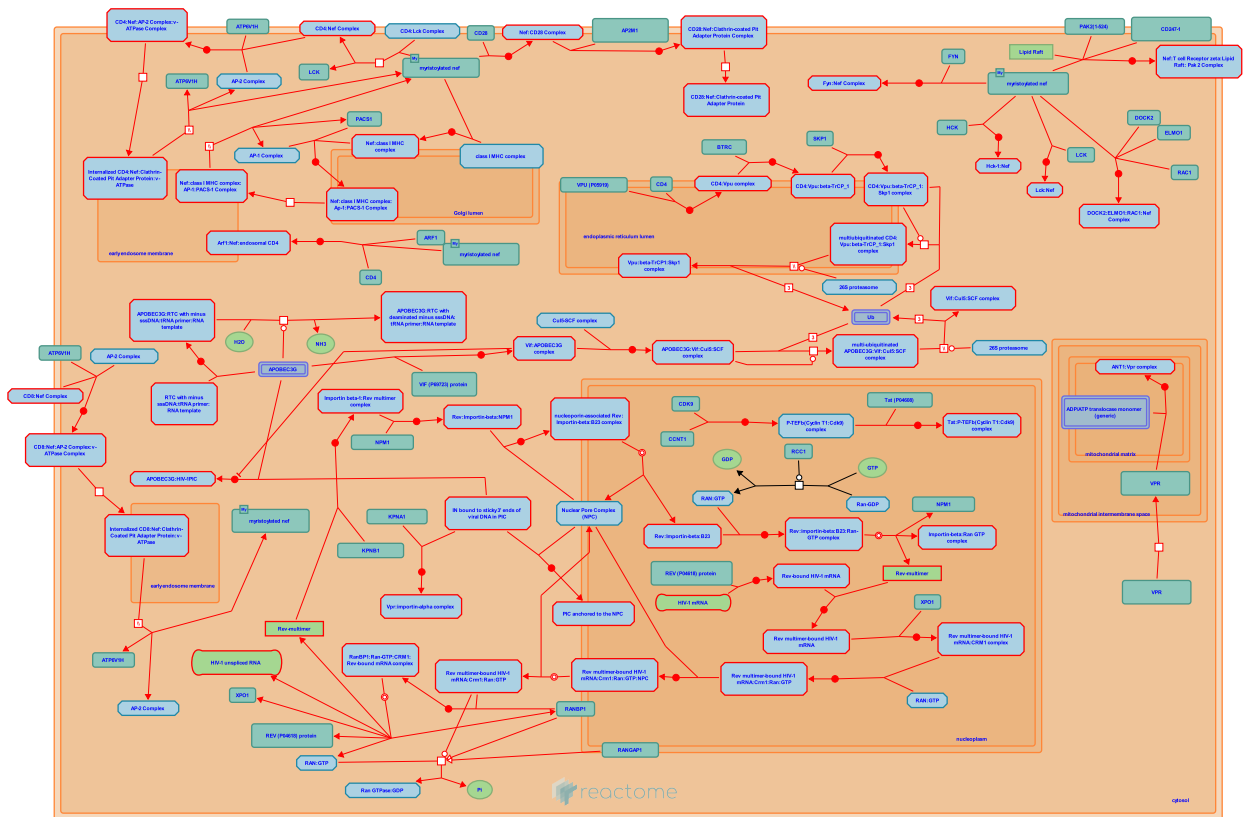 CD4:Nef:AP-2 Complex:v-
ATPase Complex
ATP6V1H
CD4:Nef Complex
CD4:Lck Complex
CD28
Nef:CD28 Complex
AP2M1
CD28:Nef:Clathrin-coated Pit
Adaptor Protein Complex
PAK2(1-524)
CD247-1
LCK
My
myristoylated nef
ATP6V1H
AP-2 Complex
CD28:Nef:Clathrin-coated Pit
Adaptor Protein
Lipid Raft
FYN
Nef:T cell Receptor zeta:Lipid
Raft: Pak 2 Complex
Fyn:Nef Complex
My
myristoylated nef
HCK
DOCK2
ELMO1
LCK
RAC1
Hck-1:Nef
Lck:Nef
DOCK2:ELMO1:RAC1:Nef
Complex
6
6
PACS1
AP-1 Complex
Nef:class I MHC
complex
class I MHC complex
Internalized CD4:Nef:Clathrin-
Coated Pit Adaptor Protein:v-
ATPase
Nef:class I MHC complex:
AP-1:PACS-1 Complex
Nef:class I MHC complex:
Ap-1:PACS-1 Complex
Golgi lumen
early endosome membrane
Arf1:Nef:endosomal CD4
ARF1
My
myristoylated nef
CD4
BTRC
SKP1
VPU (P05919)
CD4
CD4:Vpu complex
CD4:Vpu:beta-TrCP_1
CD4:Vpu:beta-TrCP_1:
Skp1 complex
endoplasmic reticulum lumen
multiubiquitinated CD4:
Vpu:beta-TrCP_1:Skp1
complex
Vpu:beta-TrCP1:Skp1
complex
6
3
3
26S proteasome
Ub
Vif:Cul5:SCF complex
3
3
3
26S proteasome
APOBEC3G:RTC with minus
sssDNA:tRNA primer:RNA
template
H2O
NH3
APOBEC3G:RTC with
deaminated minus sssDNA:
tRNA primer:RNA template
Cul5-SCF complex
Vif:APOBEC3G
complex
APOBEC3G:Vif:Cul5:SCF
complex
multi-ubiquitinated
APOBEC3G:Vif:Cul5:SCF
complex
ATP6V1H
AP-2 Complex
APOBEC3G
VIF (P69723) protein
CD8:Nef Complex
RTC with minus
sssDNA:tRNA primer:
RNA template
Importin beta-1:Rev multimer
complex
Rev:Importin-beta:NPM1
NPM1
nucleoporin-associated Rev:
Importin-beta:B23 complex
CD8:Nef:AP-2 Complex:v-
ATPase Complex
APOBEC3G:HIV-1PIC
CDK9
CCNT1
P-TEFb(Cyclin T1:Cdk9)
complex
Tat (P04608)
Tat:P-TEFb(Cyclin T1:Cdk9)
complex
ANT1:Vpr complex
ADP/ATP translocase monomer
(generic)
mitochondrial matrix
VPR
mitochondrial intermembrane space
VPR
GDP
RCC1
GTP
RAN:GTP
Ran-GDP
Internalized CD8:Nef:Clathrin-
Coated Pit Adaptor Protein: v-
ATPase
early endosome membrane
My
myristoylated nef
IN bound to sticky 3' ends of
viral DNA in PIC
KPNA1
KPNB1
Nuclear Pore Complex
(NPC)
Rev:Importin-beta:B23
Rev:importin-beta:B23:Ran-
GTP complex
NPM1
Importin-beta:Ran GTP
complex
Vpr:importin-alpha complex
PIC anchored to the NPC
REV (P04618) protein
HIV-1 mRNA
Rev-bound HIV-1 mRNA
Rev-multimer
XPO1
Rev multimer-bound HIV-1
mRNA
Rev multimer-bound HIV-1
mRNA:CRM1 complex
6
ATP6V1H
AP-2 Complex
Rev-multimer
HIV-1 unspliced RNA
RanBP1:Ran-GTP:CRM1:
Rev-bound mRNA complex
Rev multimer-bound HIV-1
mRNA:Crm1:Ran:GTP
Rev multimer-bound HIV-1
mRNA:Crm1:Ran:GTP:NPC
Rev multimer-bound HIV-1
mRNA:Crm1:Ran:GTP
RAN:GTP
XPO1
RANBP1
REV (P04618) protein
RAN:GTP
RANGAP1
nucleoplasm
Ran GTPase:GDP
Pi
reactome
cytosol